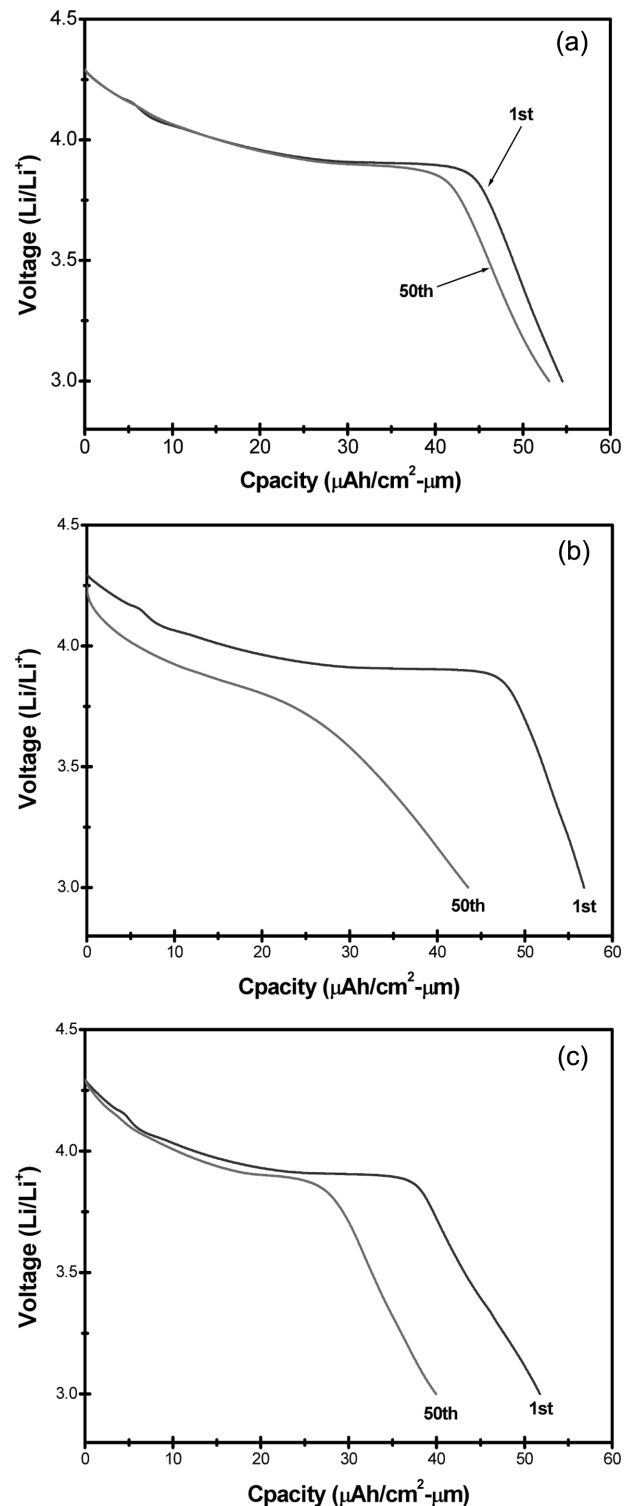 (a)
4.5
4.0
3.5
3.0
Voltage (Li/Li⁺)
1st
50th
0 10 20 30 40 50 60
Cpacity (μAh/cm²-μm)
(b)
4.5
4.0
3.5
3.0
Voltage (Li/Li⁺)
50th
1st
0 10 20 30 40 50 60
Cpacity (μAh/cm²-μm)
(c)
4.5
4.0
3.5
3.0
Voltage (Li/Li⁺)
50th
1st
0 10 20 30 40 50 60
Cpacity (μAh/cm²-μm)